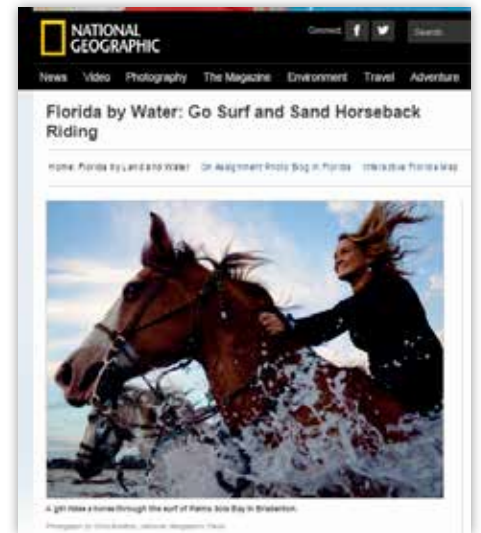 NATIONAL
GEOGRAPHIC
Connect
Search
News Video Photography The Magazine Environment Travel Adventure
Florida by Water: Go Surf and Sand Horseback
Riding
Home: Florida by Land and Water On Assignment Photo Blog in Florida Interactive Florida Map
A girl rides a horse through the surf of Palma Sola Bay in Bradenton.
Photograph by